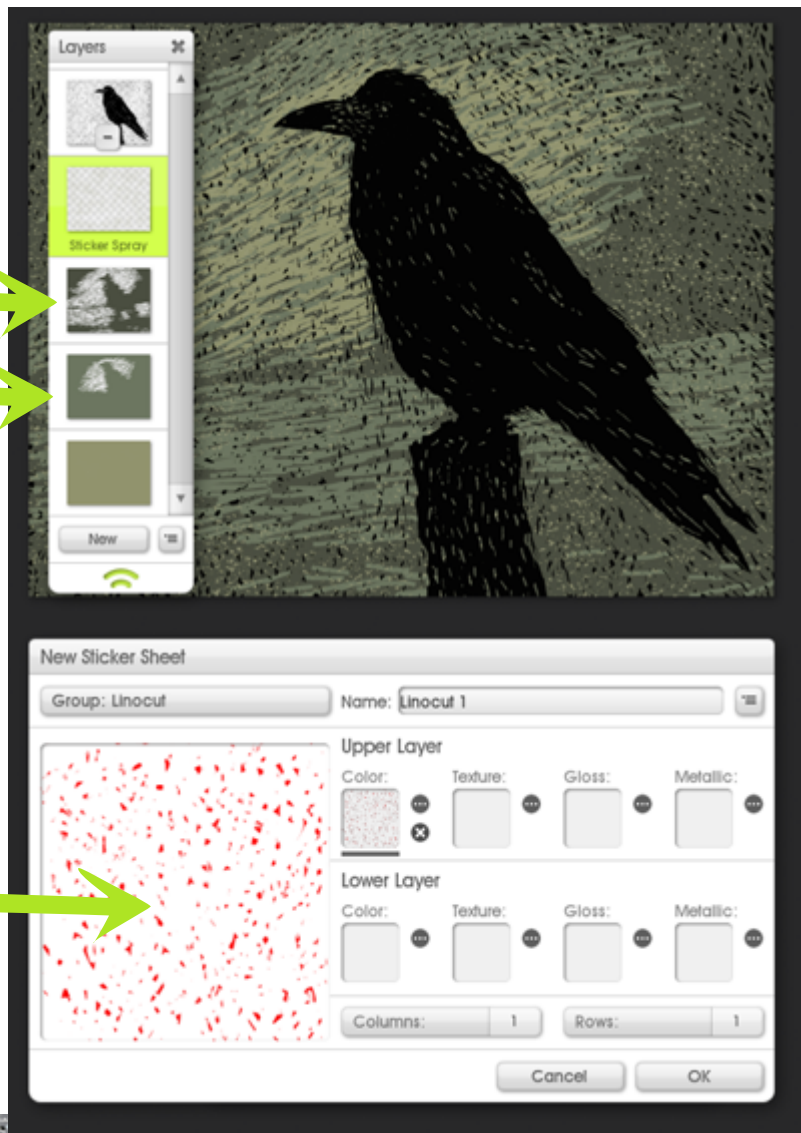 Layers
Sticker Spray
New
New Sticker Sheet
Group: Linocut
Name: Linocut 1
Upper Layer
Color: Texture: Gloss: Metallic:
Lower Layer
Color: Texture: Gloss: Metallic:
Columns: 1 Rows: 1
Cancel OK